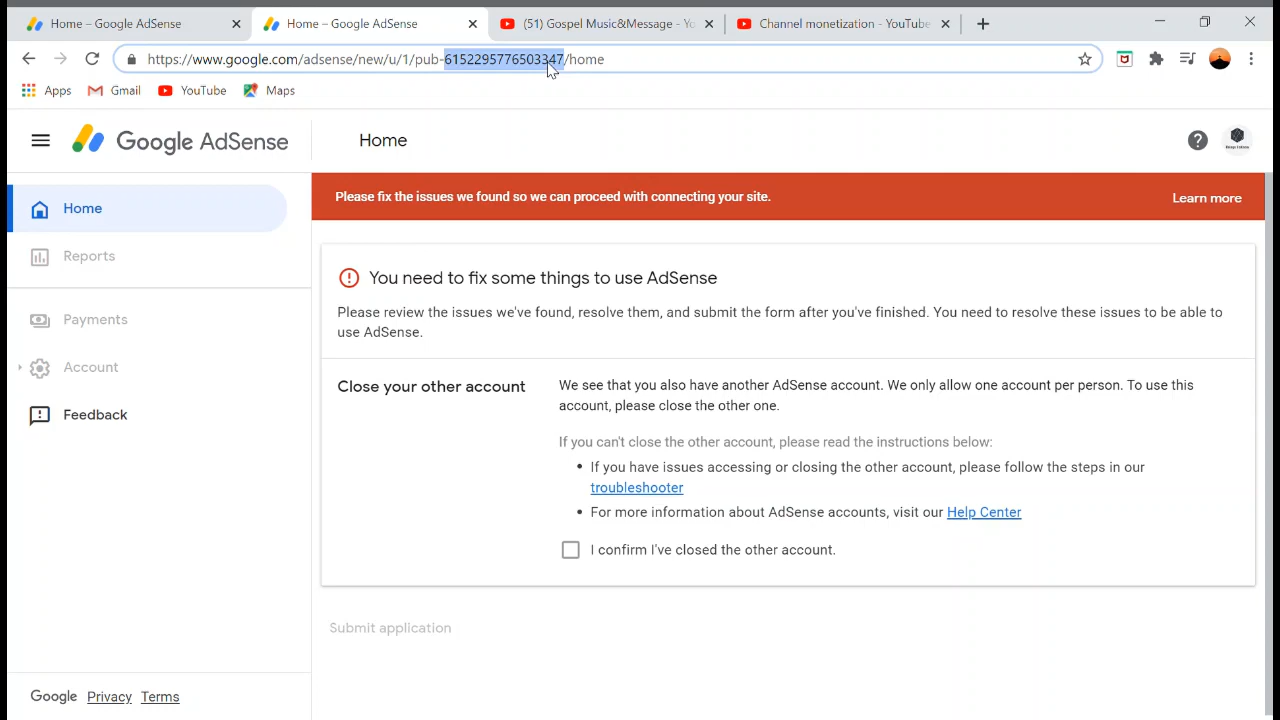 Home – Google AdSense
Home – Google AdSense
(51) Gospel Music&Message - Yo
Channel monetization - YouTube
https://www.google.com/adsense/new/u/1/pub-6152295776503347/home
Apps
Gmail
YouTube
Maps
Google AdSense
Home
Please fix the issues we found so we can proceed with connecting your site.
Learn more
Home
Reports
Payments
Account
Feedback
You need to fix some things to use AdSense
Please review the issues we've found, resolve them, and submit the form after you've finished. You need to resolve these issues to be able to
use AdSense.
Close your other account
We see that you also have another AdSense account. We only allow one account per person. To use this
account, please close the other one.
If you can't close the other account, please read the instructions below:
• If you have issues accessing or closing the other account, please follow the steps in our
troubleshooter
• For more information about AdSense accounts, visit our Help Center
I confirm I've closed the other account.
Submit application
Google Privacy Terms